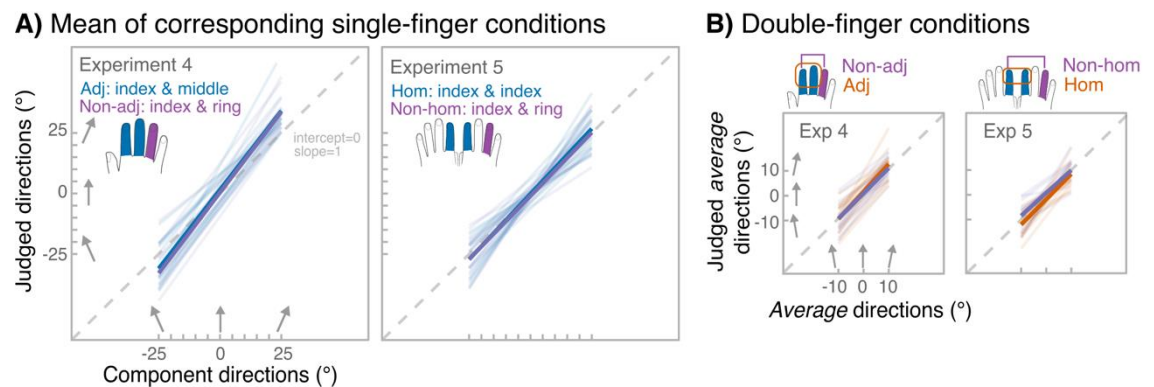 A) Mean of corresponding single-finger conditions
Experiment 4
Adj: index & middle
Non-adj: index & ring
intercept=0
slope=1
Judged directions (°)
25
0
-25
-25 0 25
Component directions (°)
Experiment 5
Hom: index & index
Non-hom: index & ring
B) Double-finger conditions
Non-adj
Adj
Non-hom
Hom
Exp 4
Exp 5
Judged average
directions (°)
10
0
-10
-10 0 10
Average directions (°)